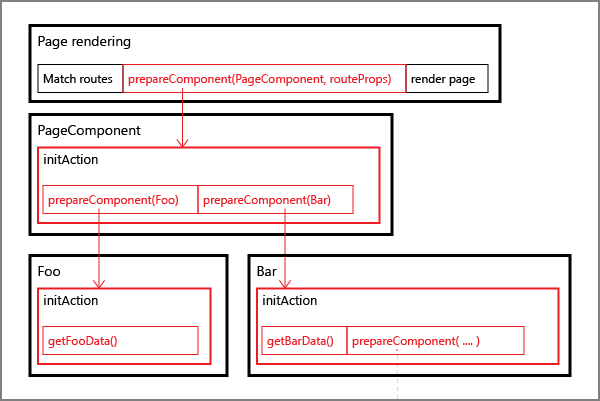 Page rendering
Match routes prepareComponent(PageComponent, routeProps) render page
PageComponent
initAction
prepareComponent(Foo) prepareComponent(Bar)
Foo
initAction
getFooData()
Bar
initAction
getBarData() prepareComponent( .... )